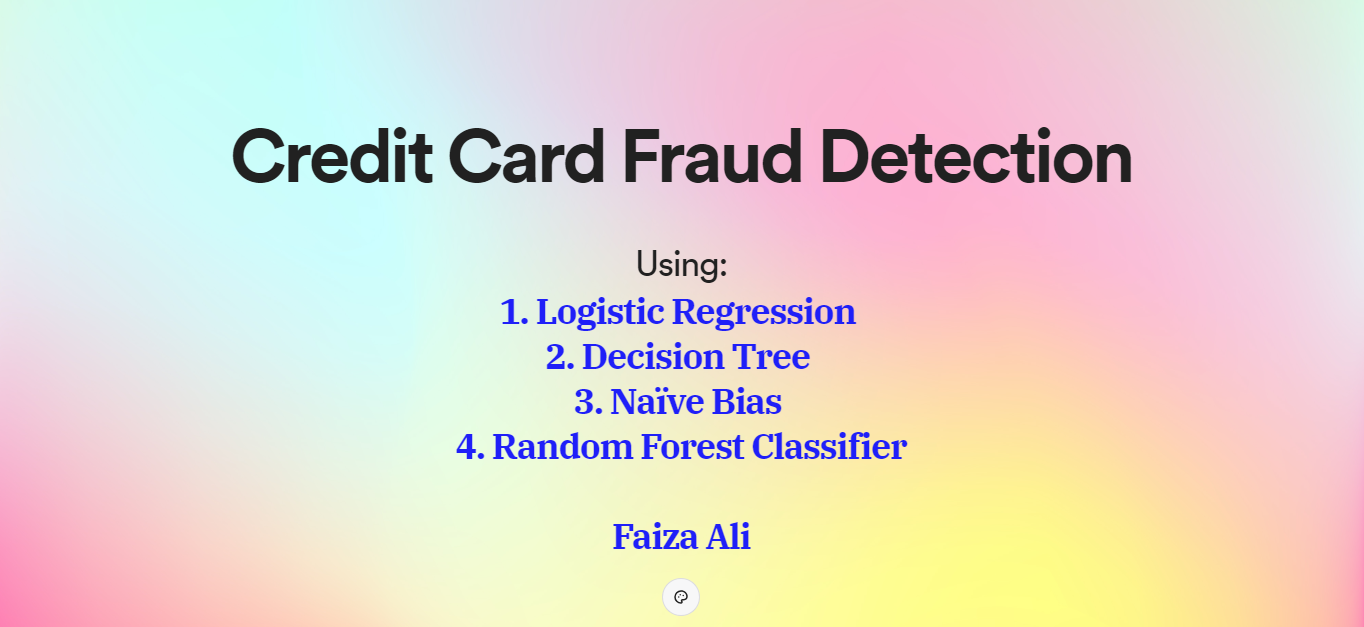 Credit Card Fraud Detection
Using:
1. Logistic Regression
2. Decision Tree
3. Naïve Bias
4. Random Forest Classifier
Faiza Ali